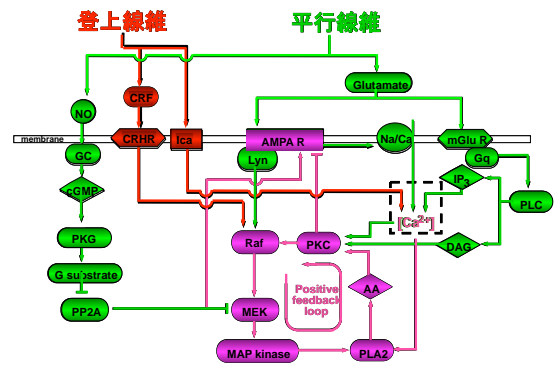 登上線維
平行線維
CRF
Glutamate
NO
membrane
CRHR
Ica
AMPA R
Na/Ca
mGlu R
GC
Lyn
Gq
cGMP
IP3
PLC
[Ca2+]
PKG
Raf
PKC
DAG
G substrate
AA
Positive
feedback
loop
PP2A
MEK
MAP kinase
PLA2